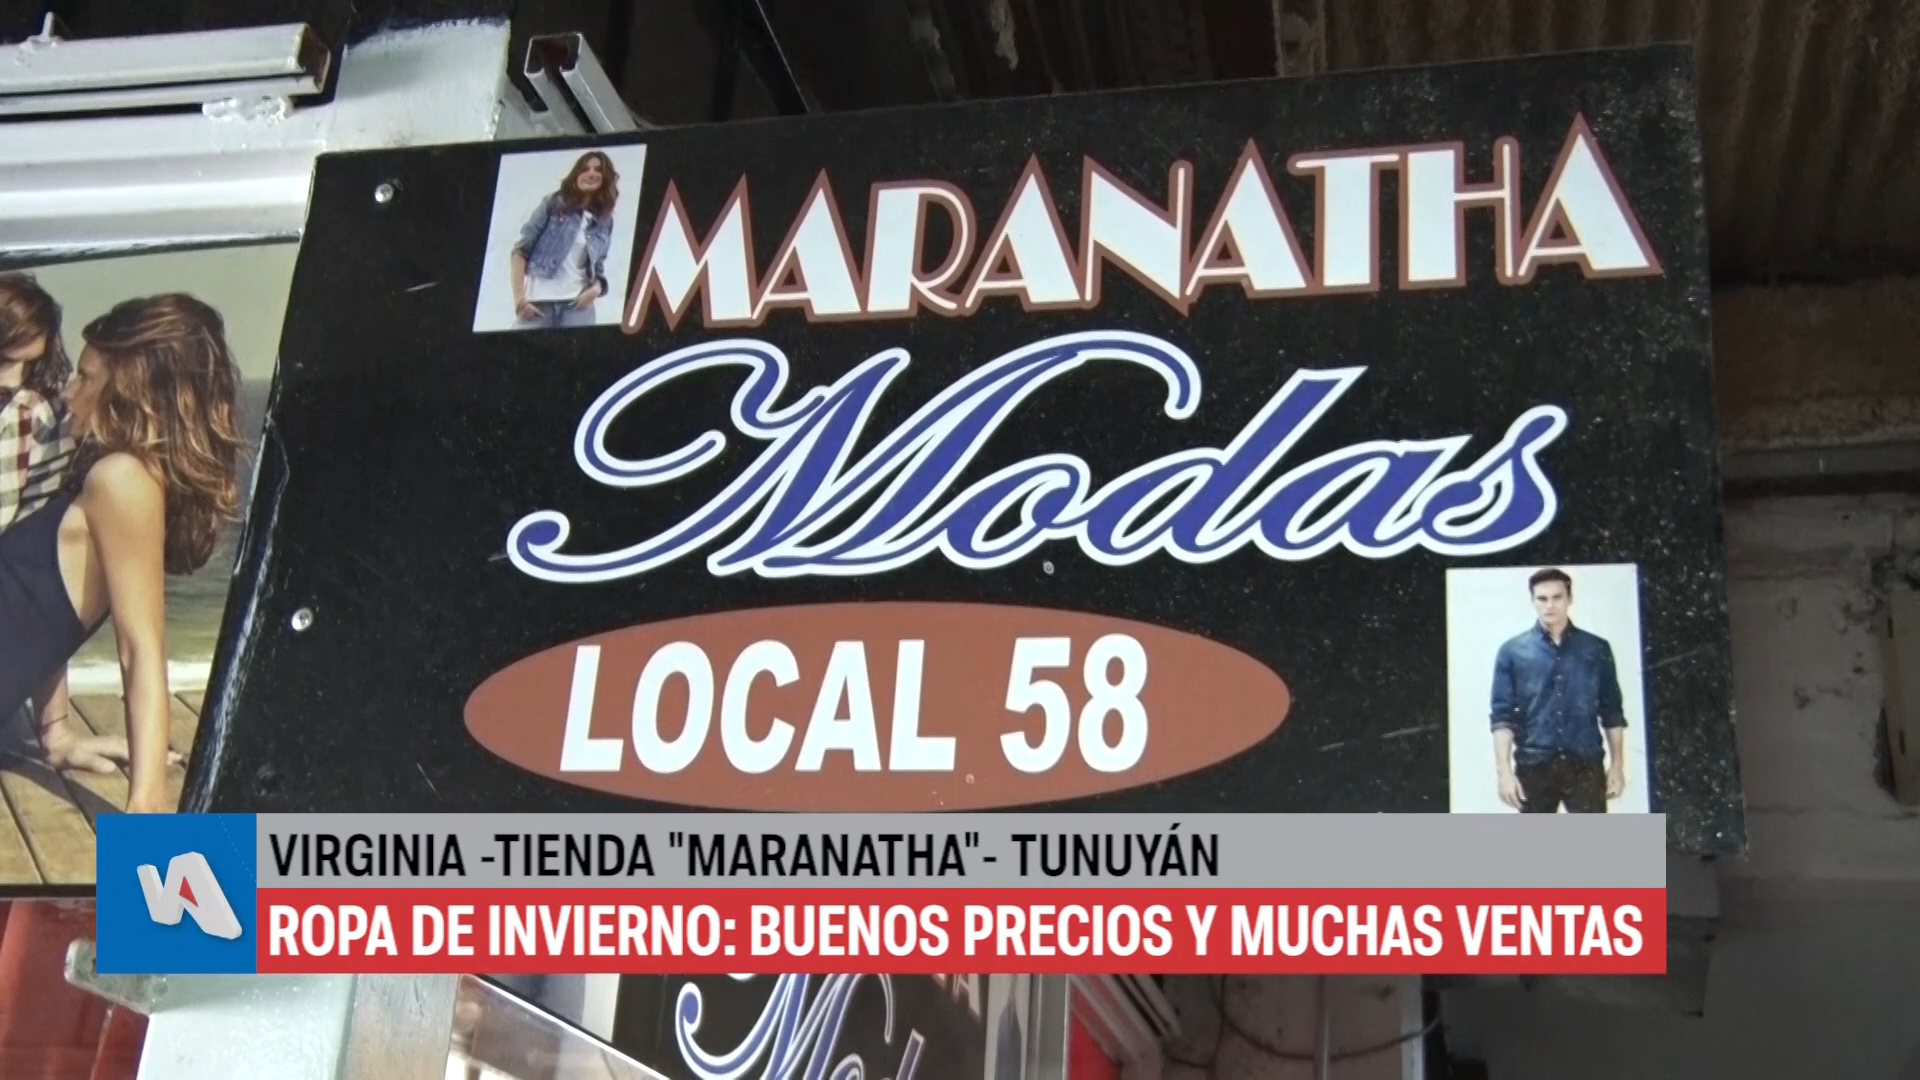 MARANATHA
Modas
LOCAL 58
VIRGINIA -TIENDA "MARANATHA"- TUNUYÁN
ROPA DE INVIERNO: BUENOS PRECIOS Y MUCHAS VENTAS